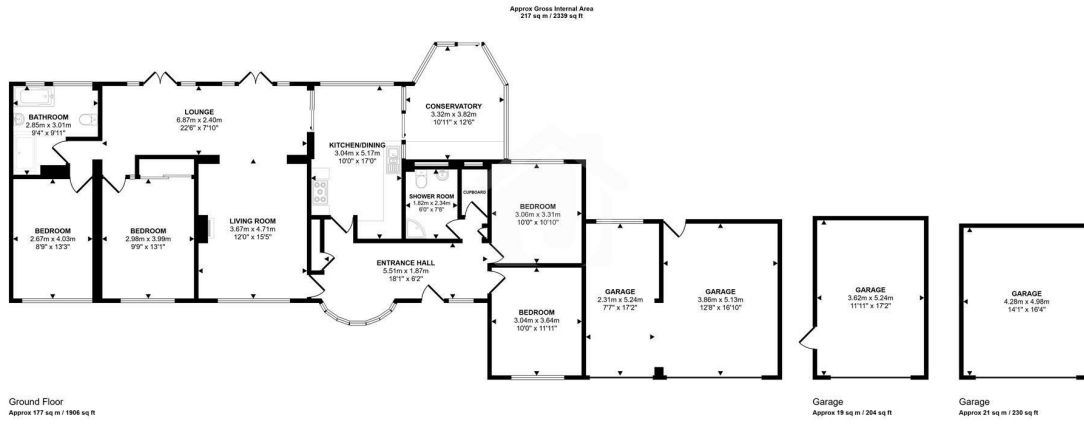 Approx Gross Internal Area
217 sq m / 2339 sq ft
BATHROOM
2.85m x 3.01m
9'4" x 9'11"
LOUNGE
6.87m x 2.40m
22'6" x 7'10"
KITCHEN/DINING
3.04m x 5.17m
10'0" x 17'0"
CONSERVATORY
3.32m x 3.82m
10'11" x 12'6"
SHOWER ROOM
1.82m x 2.34m
6'0" x 7'8"
CUPBOARD
BEDROOM
3.06m x 3.31m
10'0" x 10'10"
BEDROOM
2.67m x 4.03m
8'9" x 13'3"
BEDROOM
2.98m x 3.99m
9'9" x 13'1"
LIVING ROOM
3.67m x 4.71m
12'0" x 15'5"
ENTRANCE HALL
5.51m x 1.87m
18'1" x 6'2"
BEDROOM
3.04m x 3.64m
10'0" x 11'11"
GARAGE
2.31m x 5.24m
7'7" x 17'2"
GARAGE
3.86m x 5.13m
12'8" x 16'10"
GARAGE
3.62m x 5.24m
11'11" x 17'2"
GARAGE
4.28m x 4.98m
14'1" x 16'4"
Ground Floor
Approx 177 sq m / 1906 sq ft
Garage
Approx 19 sq m / 204 sq ft
Garage
Approx 21 sq m / 230 sq ft